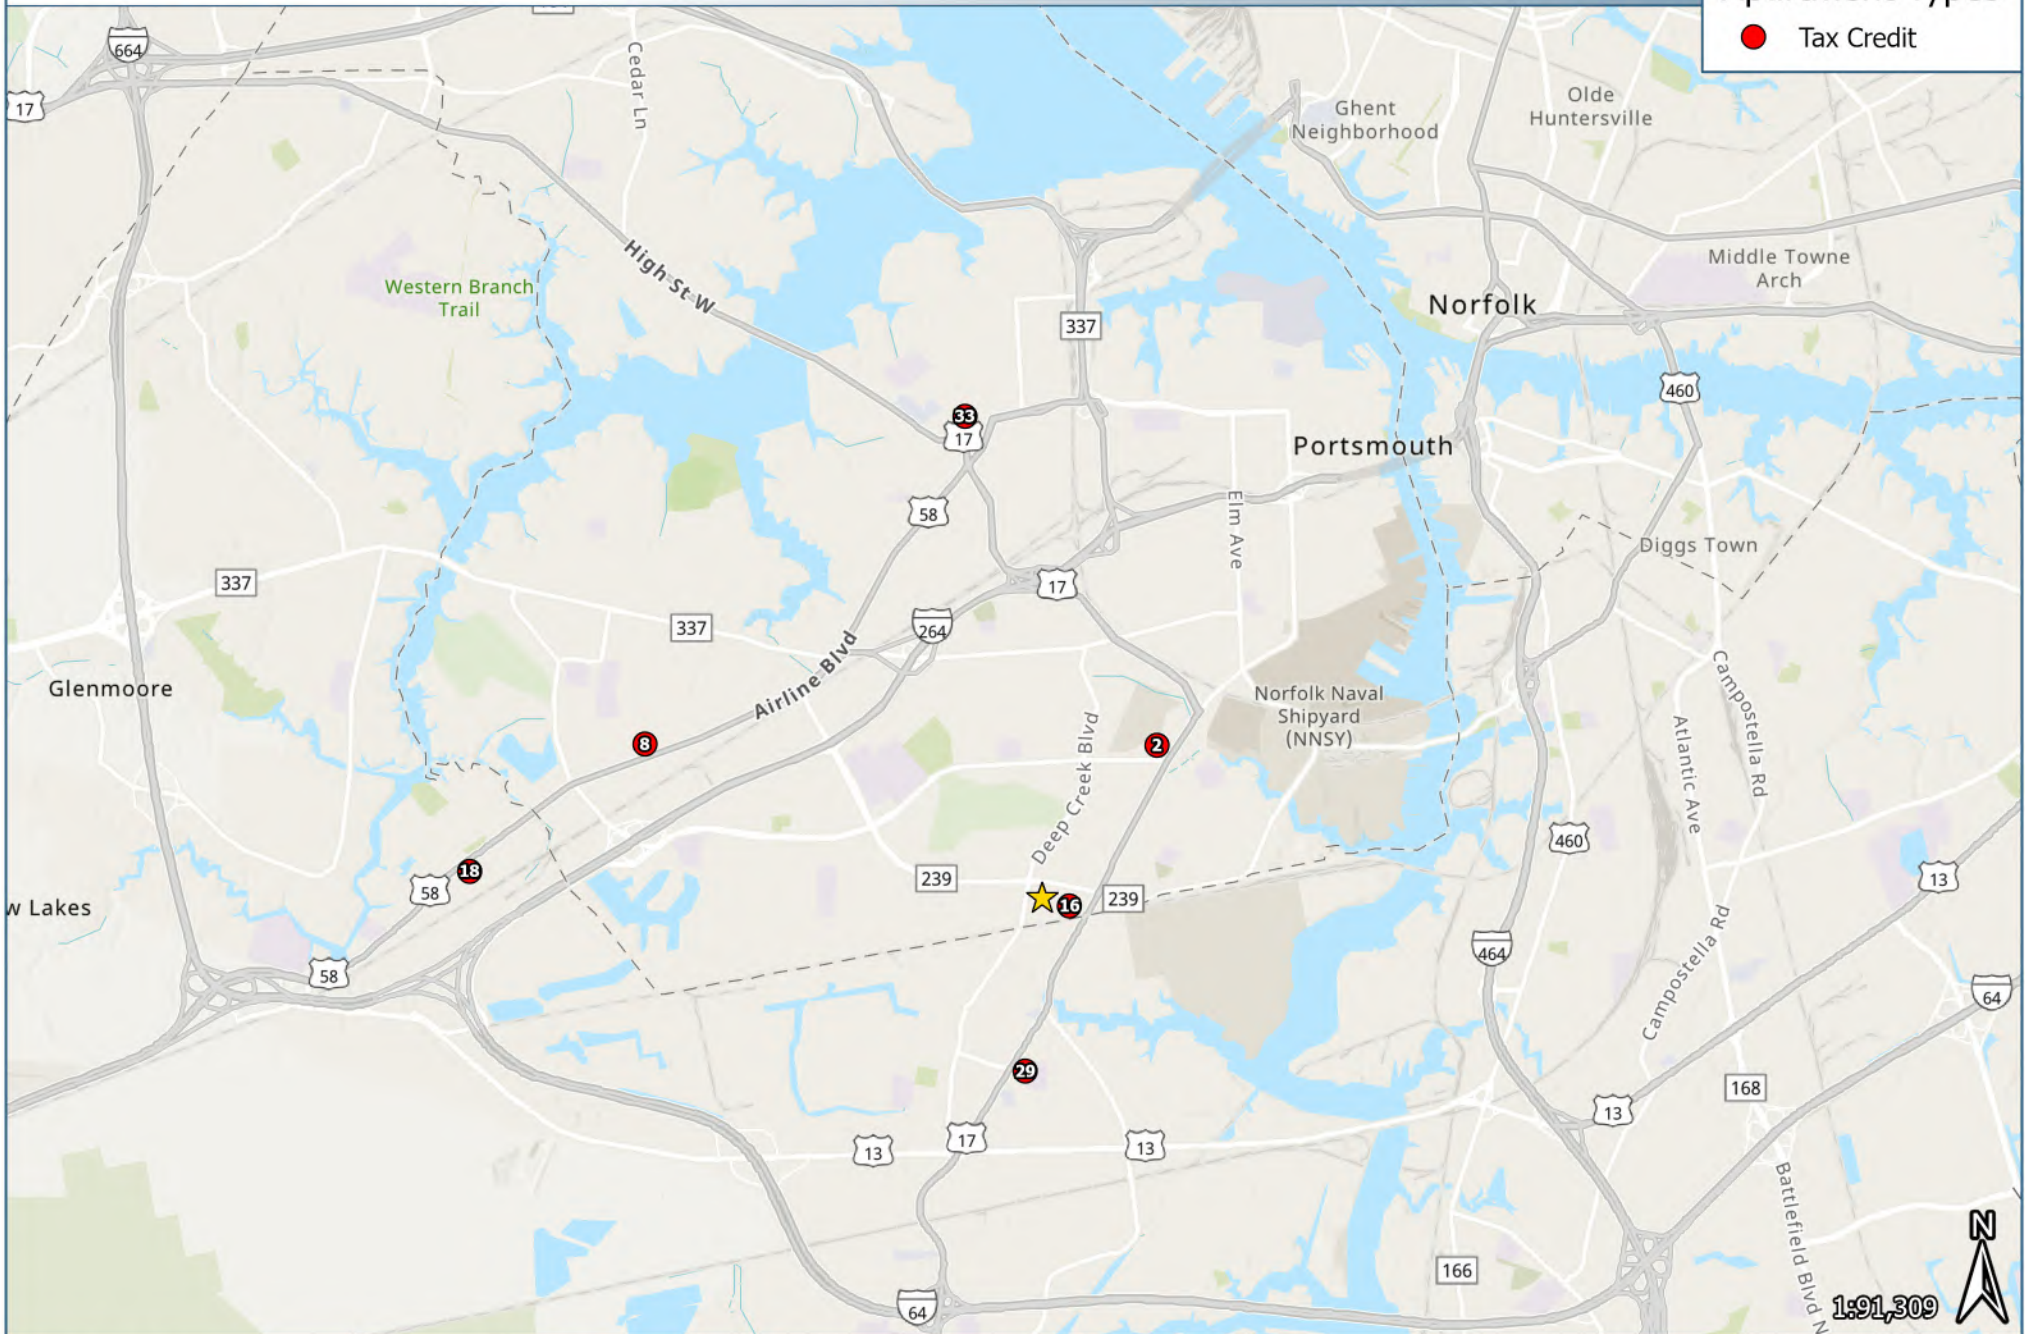 Tax Credit
664
17
Cedar Ln
Ghent
Neighborhood
Olde
Huntersville
High St W
Western Branch
Trail
Middle Towne
Arch
Norfolk
337
460
33
17
Portsmouth
58
Elm Ave
Diggs Town
337
17
337
264
Airline Blvd
Glenmoore
Norfolk Naval
Shipyard
(NNSY)
Campostella Rd
Atlantic Ave
8
2
Deep Creek Blvd
460
18
58
239
239
16
13
w Lakes
464
Campostella Rd
58
64
29
168
13
17
13
13
Battlefield Blvd N
166
64
N
1:91,309